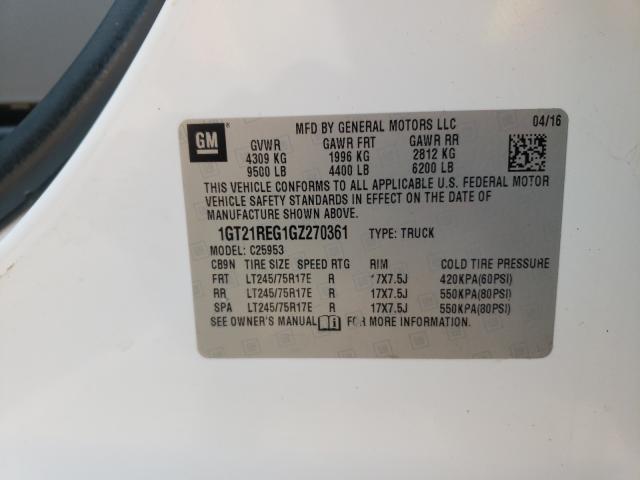 MFD BY GENERAL MOTORS LLC 04/16
GM
GVWR GAWR FRT GAWR RR
4309 KG 1996 KG 2812 KG
9500 LB 4400 LB 6200 LB
THIS VEHICLE CONFORMS TO ALL APPLICABLE U.S. FEDERAL MOTOR
VEHICLE SAFETY STANDARDS IN EFFECT ON THE DATE OF
MANUFACTURE SHOWN ABOVE.
1GT21REG1GZ270361 TYPE: TRUCK
MODEL: C25953
CB9N TIRE SIZE SPEED RTG RIM COLD TIRE PRESSURE
FRT LT245/75R17E R 17X7.5J 420KPA(60PSI)
RR LT245/75R17E R 17X7.5J 550KPA(80PSI)
SPA LT245/75R17E R 17X7.5J 550KPA(80PSI)
SEE OWNER'S MANUAL FOR MORE INFORMATION.